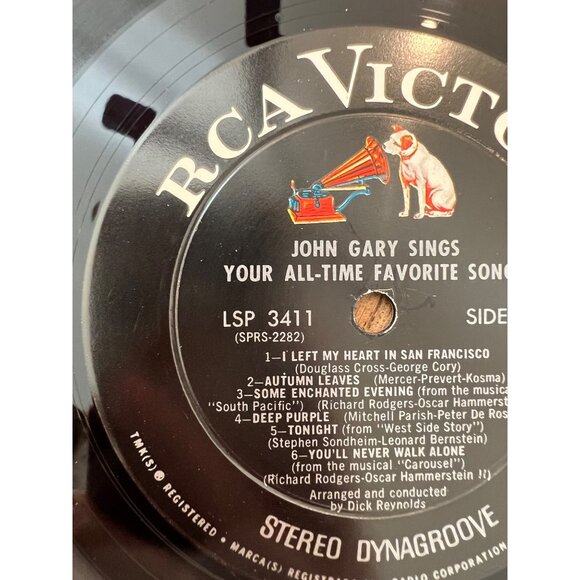 RCA VICTO
JOHN GARY SINGS
YOUR ALL-TIME FAVORITE SONG
LSP 3411 SIDE
(SPRS-2282)
1—I LEFT MY HEART IN SAN FRANCISCO
(Douglass Cross-George Cory)
2—AUTUMN LEAVES (Mercer-Prevert-Kosma)
3—SOME ENCHANTED EVENING (from the musical
"South Pacific") (Richard Rodgers-Oscar Hammerstein
4—DEEP PURPLE (Mitchell Parish-Peter De Ros
5—TONIGHT (from "West Side Story")
(Stephen Sondheim-Leonard Bernstein)
6—YOU'LL NEVER WALK ALONE
(from the musical "Carousel")
(Richard Rodgers-Oscar Hammerstein II)
Arranged and conducted
by Dick Reynolds
STEREO DYNAGROOVE
TMK(S) ® REGISTERED • MARCA(S) REGISTRADA RADIO CORPORATION